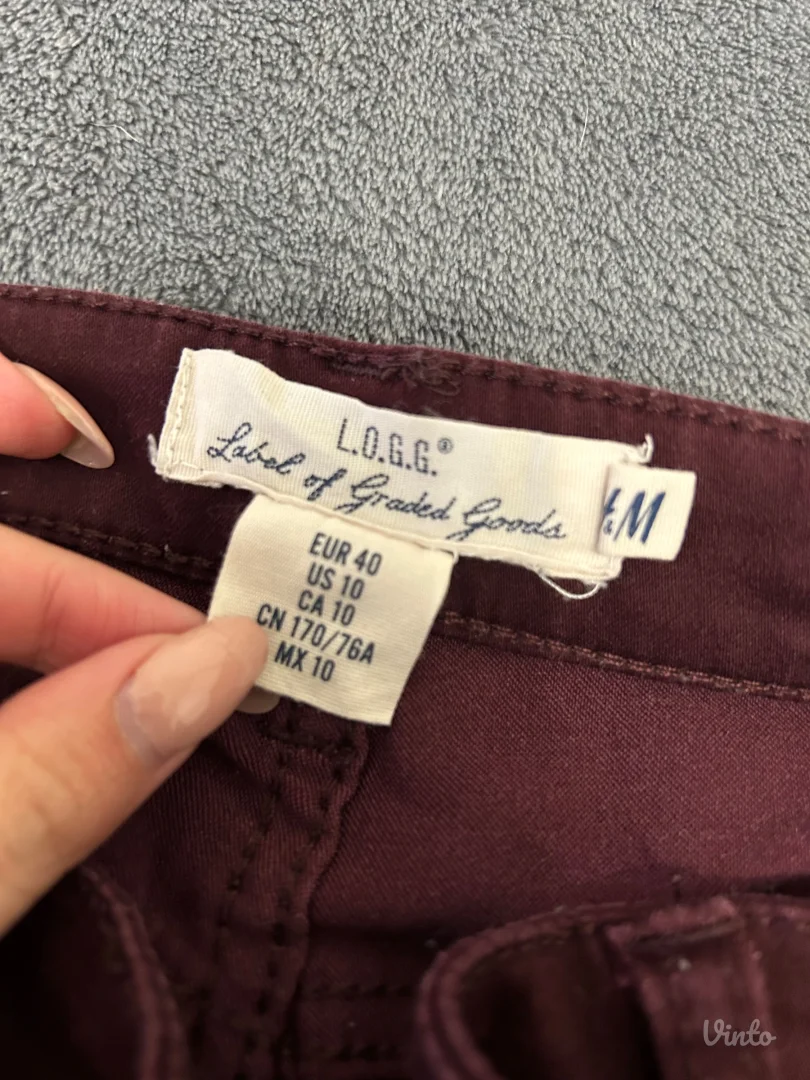 L.O.G.G.®
Label of Graded Goods
&M
EUR 40
US 10
CA 10
CN 170/76A
MX 10
Vinto